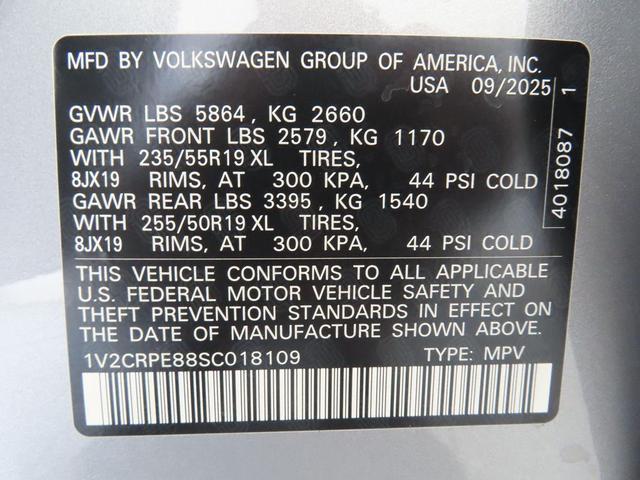 MFD BY VOLKSWAGEN GROUP OF AMERICA, INC.
USA 09/2025
GVWR LBS 5864, KG 2660
GAWR FRONT LBS 2579, KG 1170
WITH 235/55R19 XL TIRES,
8JX19 RIMS, AT 300 KPA, 44 PSI COLD
GAWR REAR LBS 3395, KG 1540
WITH 255/50R19 XL TIRES,
8JX19 RIMS, AT 300 KPA, 44 PSI COLD
THIS VEHICLE CONFORMS TO ALL APPLICABLE
U.S. FEDERAL MOTOR VEHICLE SAFETY AND
THEFT PREVENTION STANDARDS IN EFFECT ON
THE DATE OF MANUFACTURE SHOWN ABOVE.
1V2CRPE88SC018109 TYPE: MPV
4018087 1